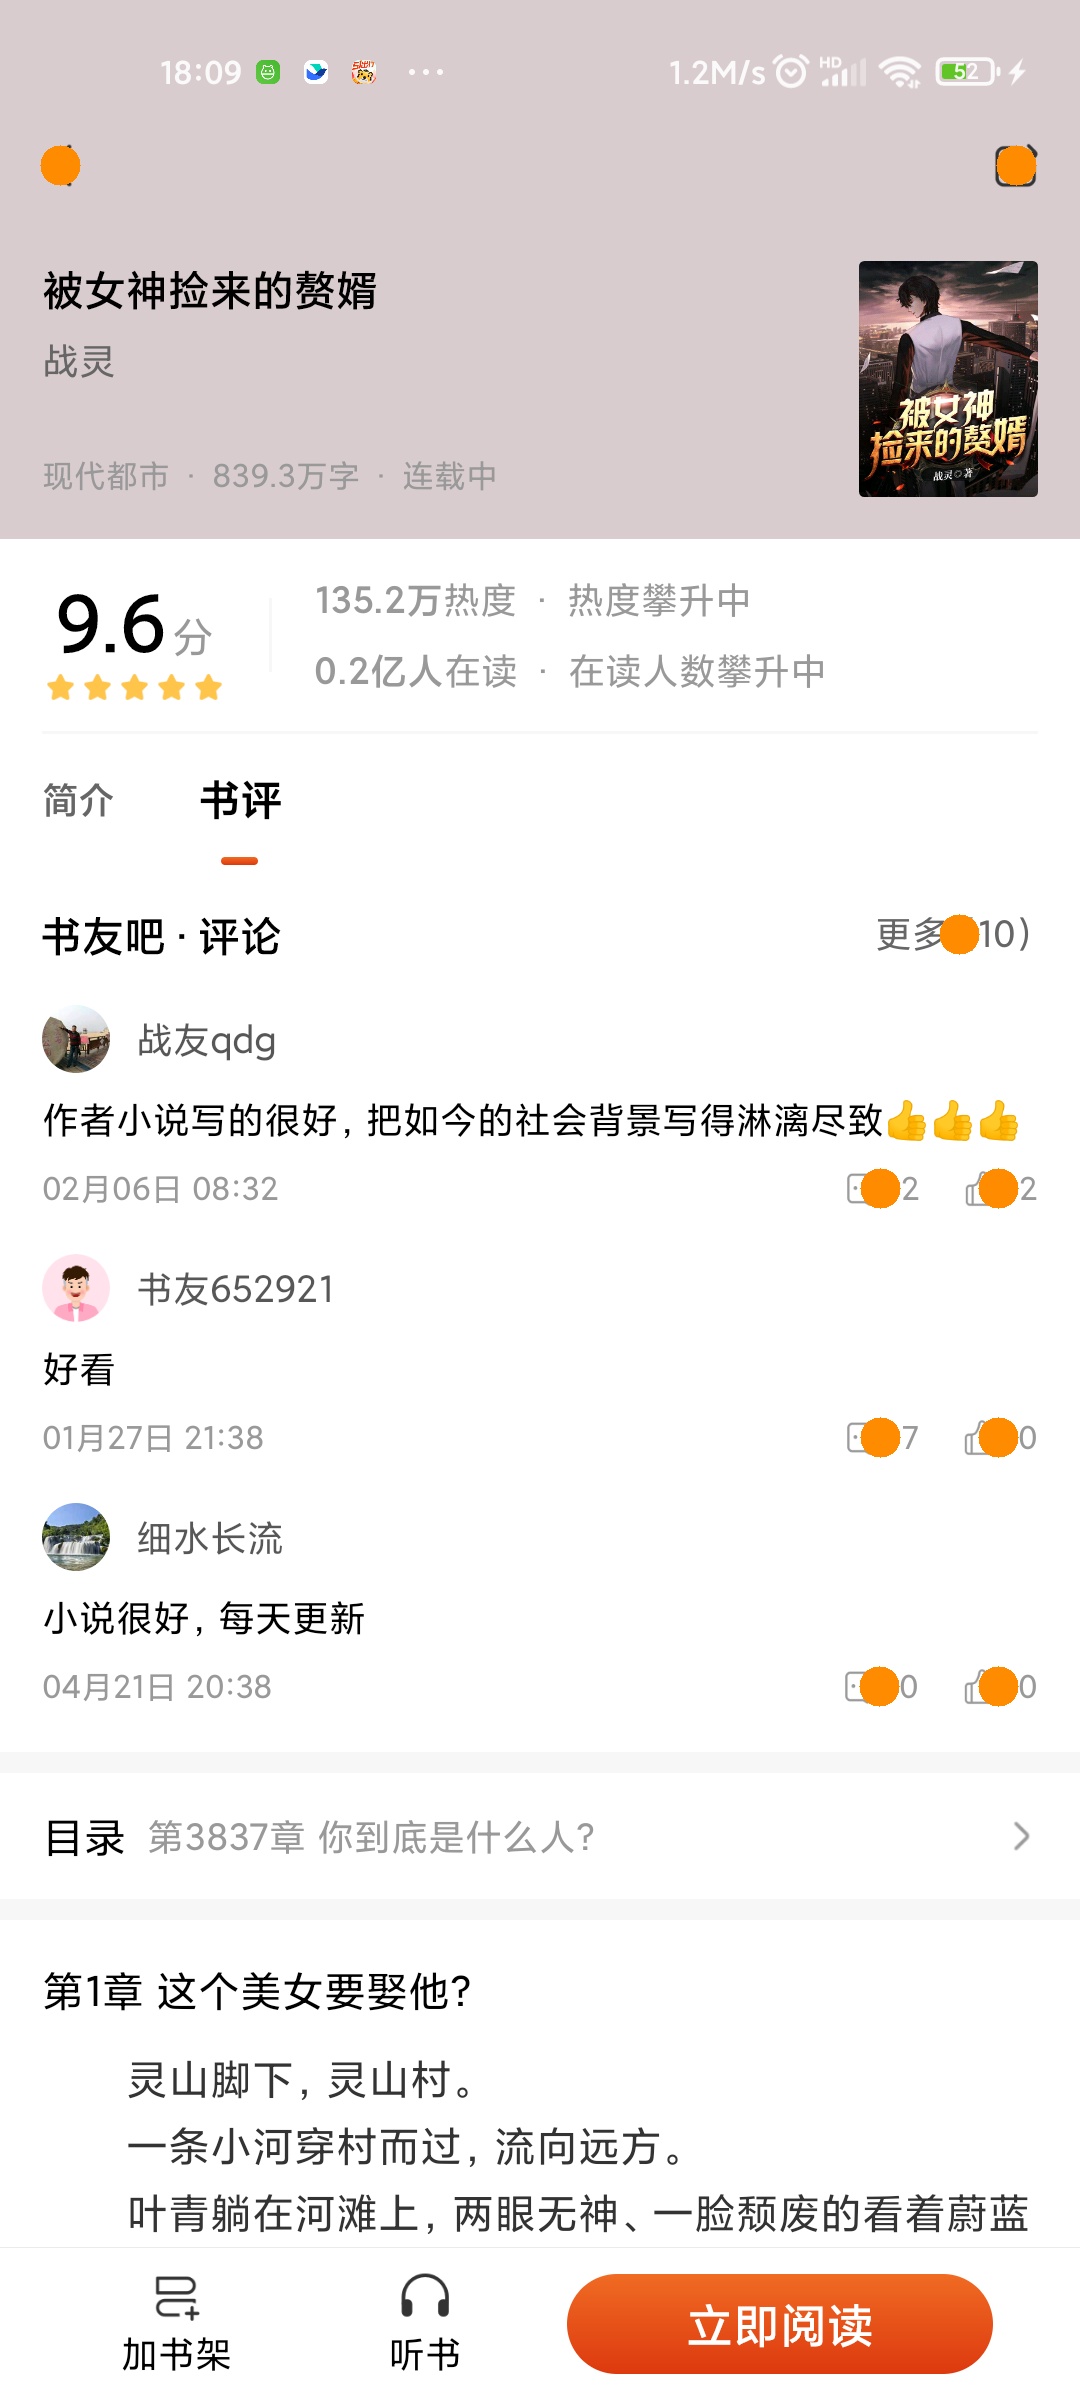 18:09
1.2M/s HD 52
被女神捡来的赘婿
战灵
现代都市 · 839.3万字 · 连载中
被女神
捡来的赘婿
战灵◎著
9.6分
135.2万热度 · 热度攀升中
0.2亿人在读 · 在读人数攀升中
简介 书评
书友吧 · 评论
更多 10)
战友qdg
作者小说写的很好, 把如今的社会背景写得淋漓尽致👍👍👍
02月06日 08:32 2 2
书友652921
好看
01月27日 21:38 7 0
细水长流
小说很好, 每天更新
04月21日 20:38 0 0
目录 第3837章 你到底是什么人?
第1章 这个美女要娶他?
灵山脚下, 灵山村。
一条小河穿村而过, 流向远方。
叶青躺在河滩上, 两眼无神、一脸颓废的看着蔚蓝
加书架 听书 立即阅读